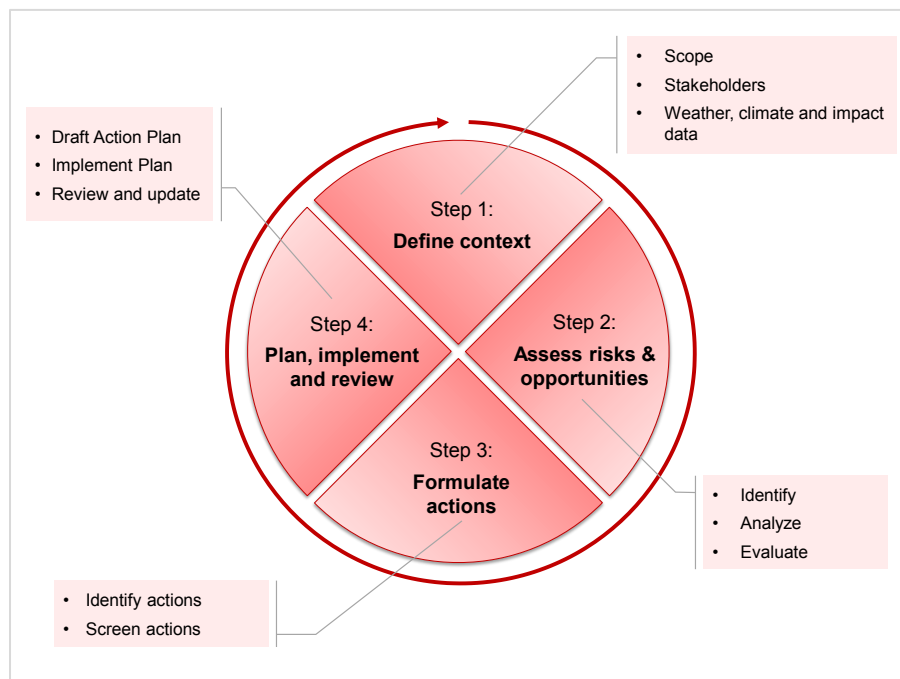 • Scope
• Stakeholders
• Weather, climate and impact
data
• Draft Action Plan
• Implement Plan
• Review and update
Step 1:
Define context
Step 2:
Assess risks &
opportunities
Step 4:
Plan, implement
and review
Step 3:
Formulate
actions
• Identify
• Analyze
• Evaluate
• Identify actions
• Screen actions